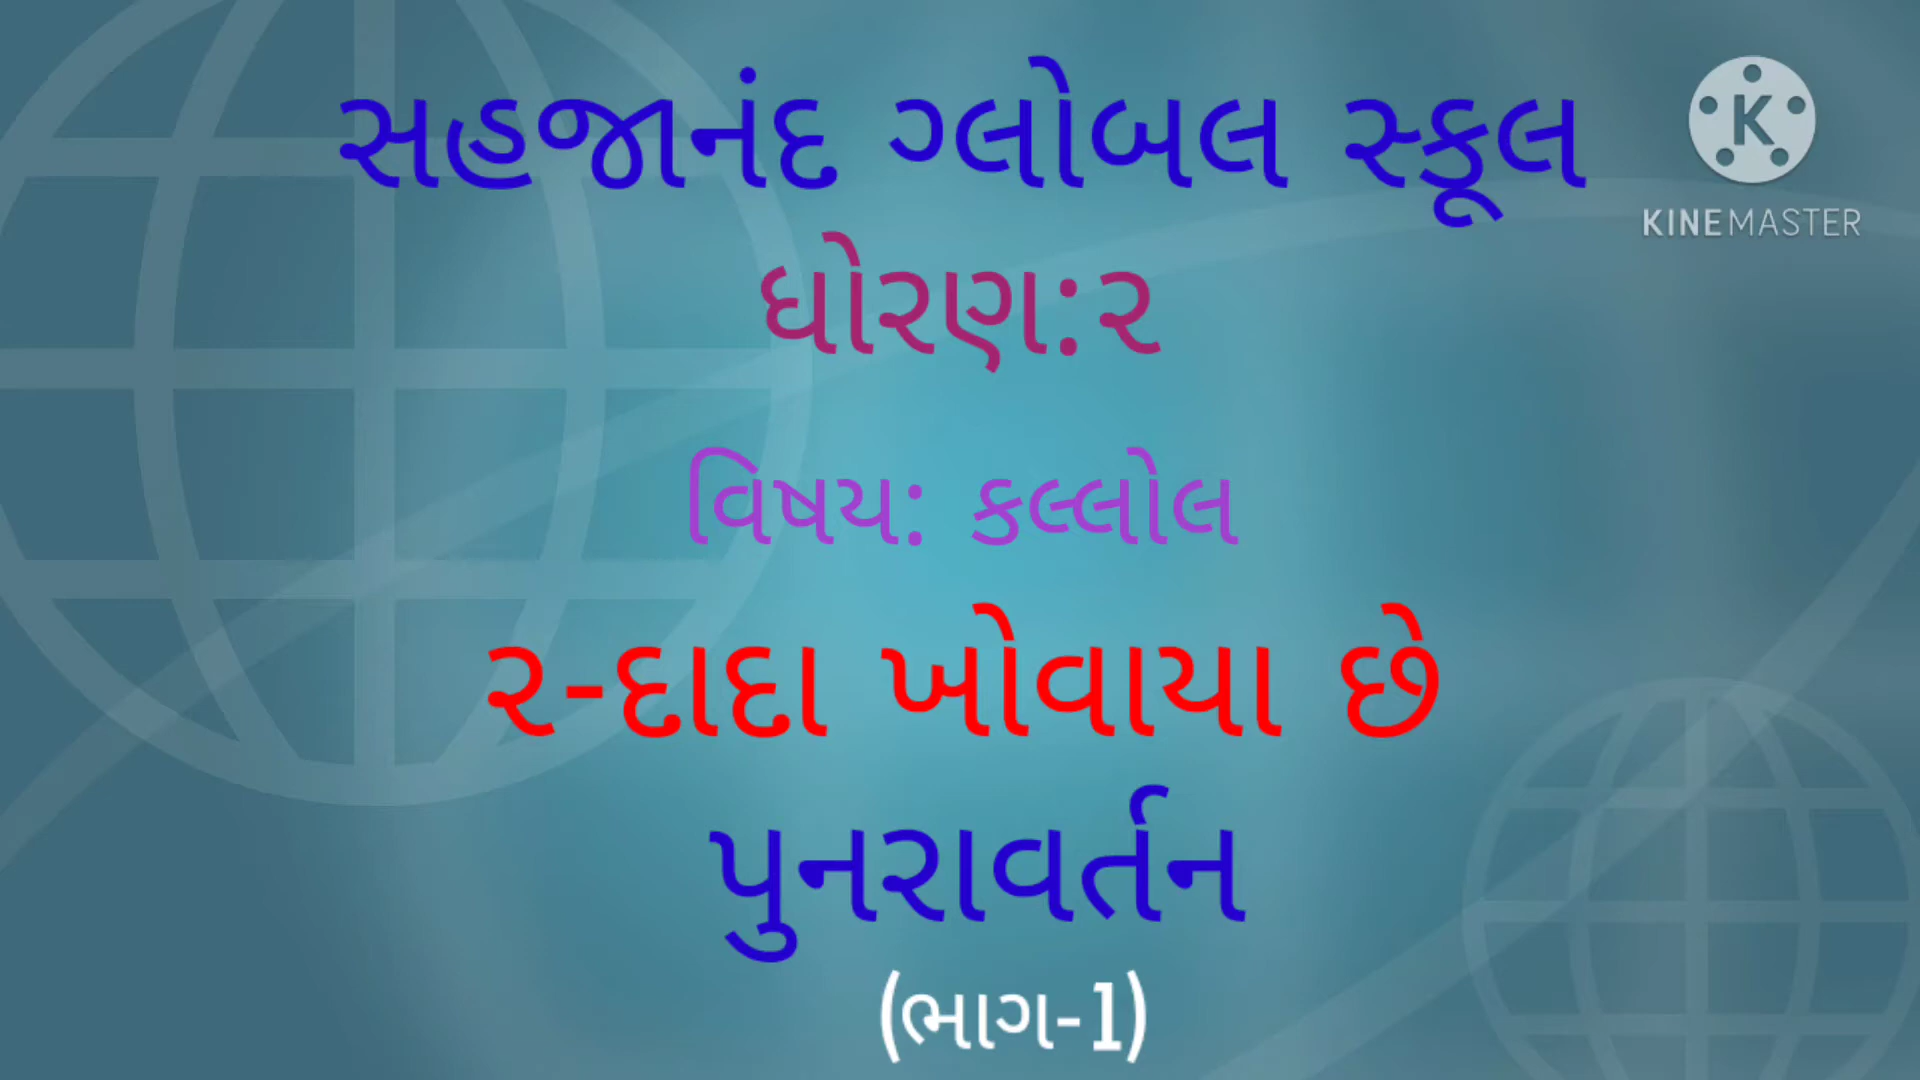 સહજાનંદ ગ્લોબલ સ્કૂલ
K
KINEMASTER
ધોરણ:૨
વિષય: કલ્લોલ
૨-દાદા ખોવાયા છે
પુનરાવર્તન
(ભાગ-1)